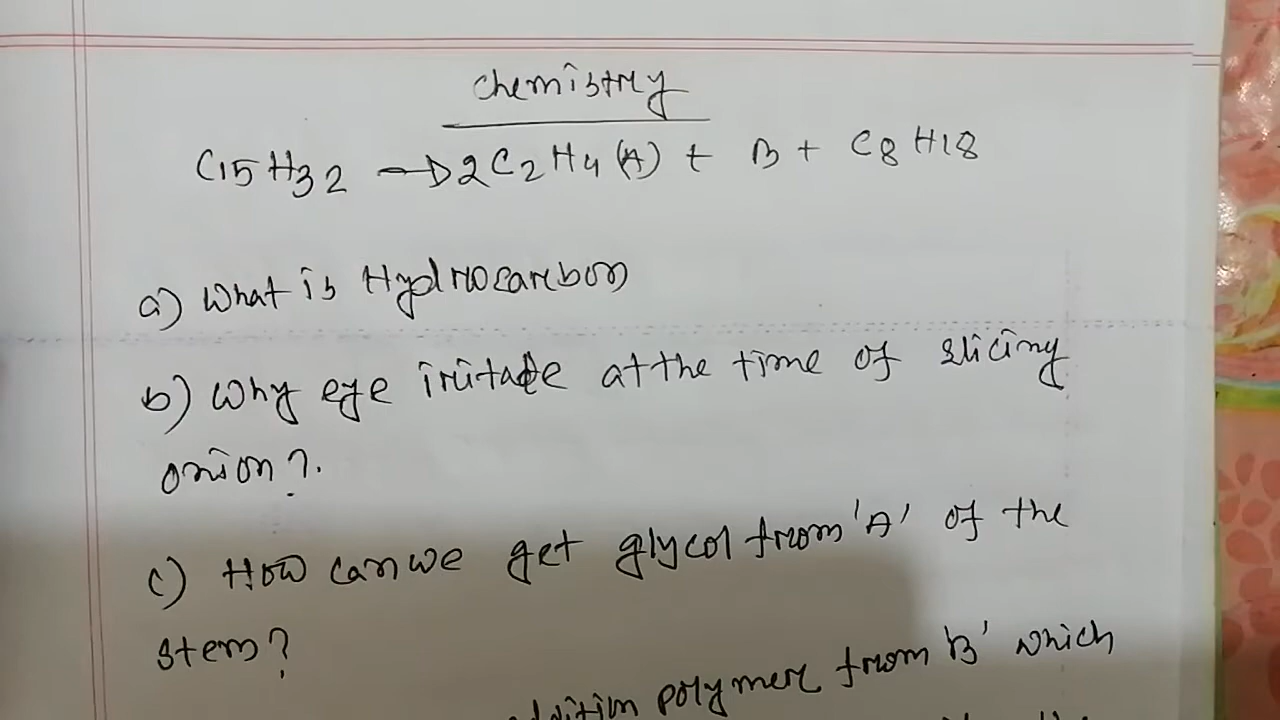 Chemistry
C15H32 → 2C2H4(A) + B + C8H18
a) What is Hydrocarbon
b) Why eye iritate at the time of slicing
onion?.
c) How can we get glycol from 'A' of the
stem?
addition polymer from B' which